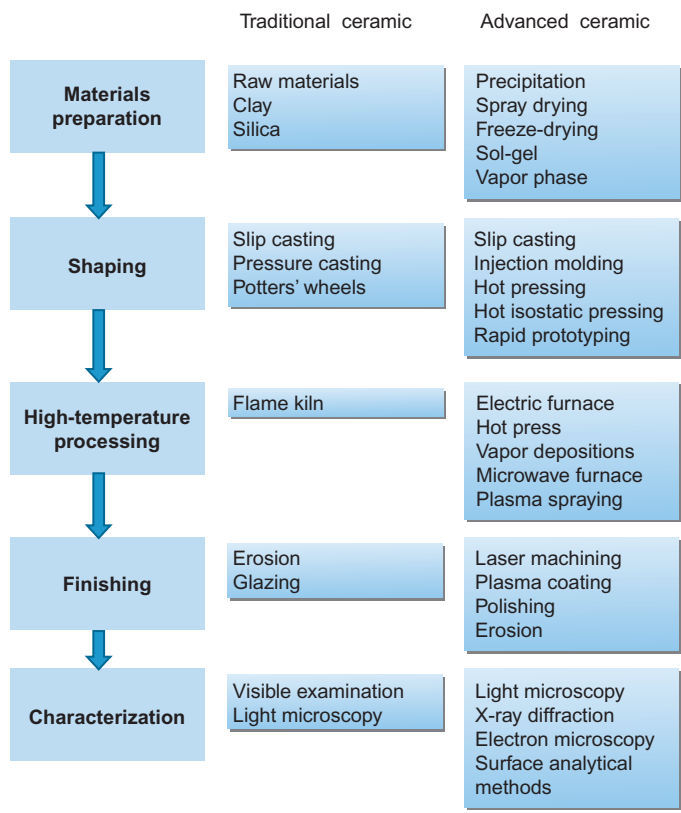 Traditional ceramic
Advanced ceramic
Materials
preparation
Raw materials
Clay
Silica
Precipitation
Spray drying
Freeze-drying
Sol-gel
Vapor phase
Shaping
Slip casting
Pressure casting
Potters’ wheels
Slip casting
Injection molding
Hot pressing
Hot isostatic pressing
Rapid prototyping
High-temperature
processing
Flame kiln
Electric furnace
Hot press
Vapor depositions
Microwave furnace
Plasma spraying
Finishing
Erosion
Glazing
Laser machining
Plasma coating
Polishing
Erosion
Characterization
Visible examination
Light microscopy
Light microscopy
X-ray diffraction
Electron microscopy
Surface analytical
methods